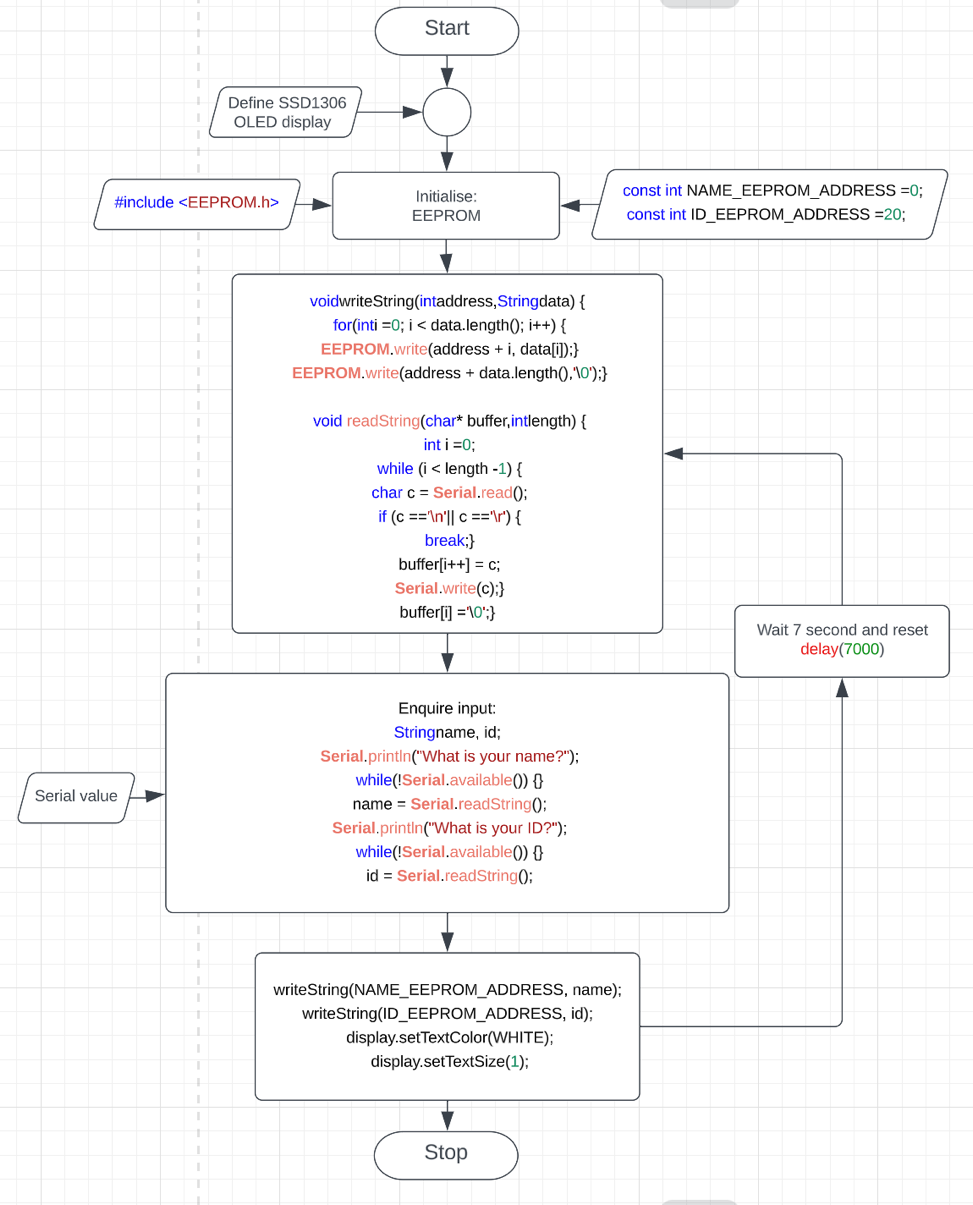 Start
Define SSD1306
OLED display
#include <EEPROM.h>
Initialise:
EEPROM
const int NAME_EEPROM_ADDRESS =0;
const int ID_EEPROM_ADDRESS =20;
voidwriteString(intaddress,Stringdata) {
for(inti =0; i < data.length(); i++) {
EEPROM.write(address + i, data[i]);}
EEPROM.write(address + data.length(),'\0');}
void readString(char* buffer,intlength) {
int i =0;
while (i < length -1) {
char c = Serial.read();
if (c =='\n'|| c =='\r') {
break;}
buffer[i++] = c;
Serial.write(c);}
buffer[i] ='\0';}
Wait 7 second and reset
delay(7000)
Enquire input:
Stringname, id;
Serial.println("What is your name?");
while(!Serial.available()) {}
name = Serial.readString();
Serial.println("What is your ID?");
while(!Serial.available()) {}
id = Serial.readString();
Serial value
writeString(NAME_EEPROM_ADDRESS, name);
writeString(ID_EEPROM_ADDRESS, id);
display.setTextColor(WHITE);
display.setTextSize(1);
Stop